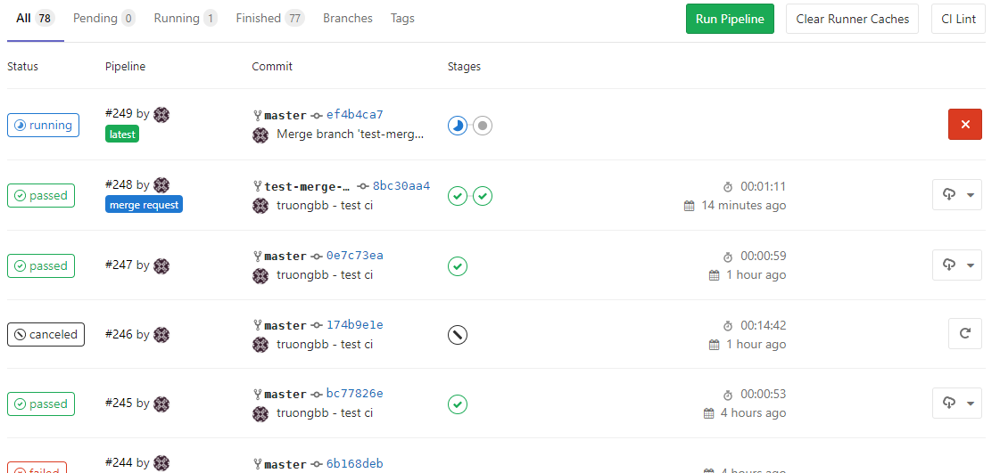 All 78 Pending 0 Running 1 Finished 77 Branches Tags Run Pipeline Clear Runner Caches CI Lint
Status Pipeline Commit Stages
running #249 by master ef4b4ca7
latest Merge branch 'test-merg...
passed #248 by test-merge-... 8bc30aa4 00:01:11
merge request truongbb - test ci 14 minutes ago
passed #247 by master 0e7c73ea 00:00:59
truongbb - test ci 1 hour ago
canceled #246 by master 174b9e1e 00:14:42
truongbb - test ci 1 hour ago
passed #245 by master bc77826e 00:00:53
truongbb - test ci 4 hours ago
failed #244 by master 6b168deb 4 hours ago